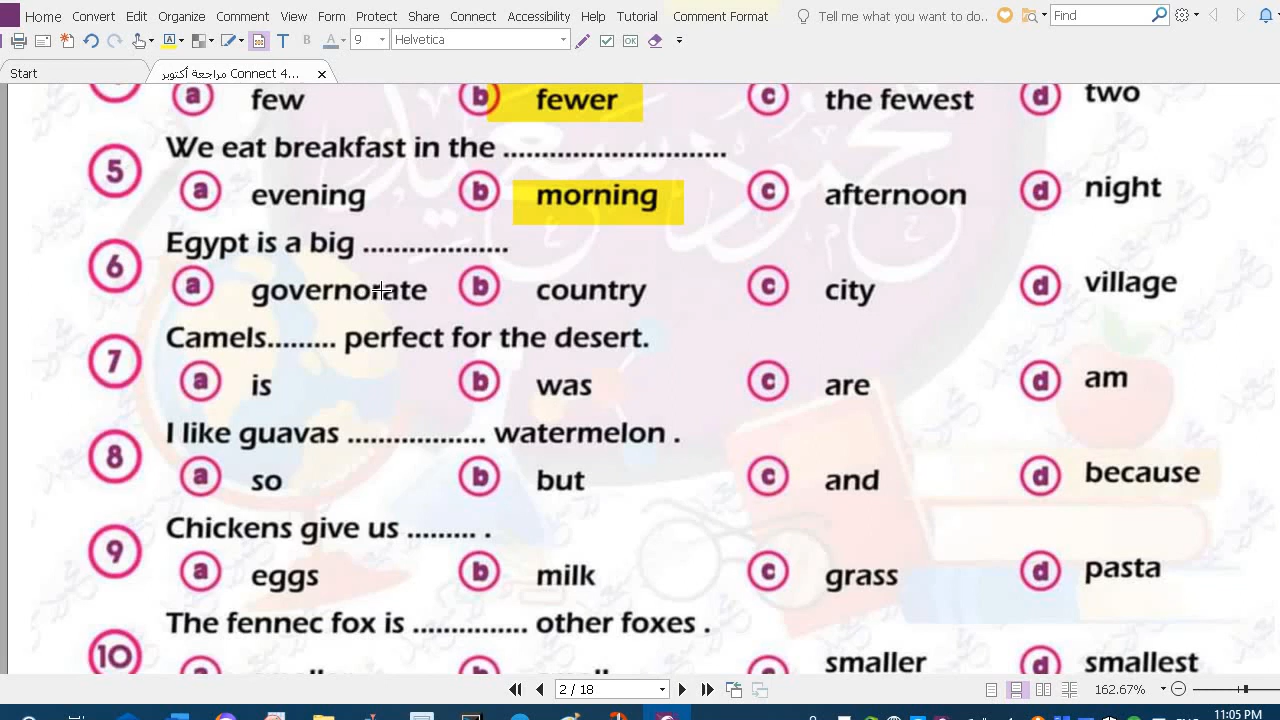 Home Convert Edit Organize Comment View Form Protect Share Connect Accessibility Help Tutorial Comment Format Tell me what you want to do.. Find
9 Helvetica
Start مراجعة أكتوبر Connect 4...
a few b fewer c the fewest d two
5 We eat breakfast in the ............................
a evening b morning c afternoon d night
6 Egypt is a big ...................
a governorate b country c city d village
7 Camels......... perfect for the desert.
a is b was c are d am
8 I like guavas .................. watermelon .
a so b but c and d because
9 Chickens give us ......... .
a eggs b milk c grass d pasta
10 The fennec fox is ............... other foxes .
smaller d smallest
2 / 18 162.67%
11:05 PM